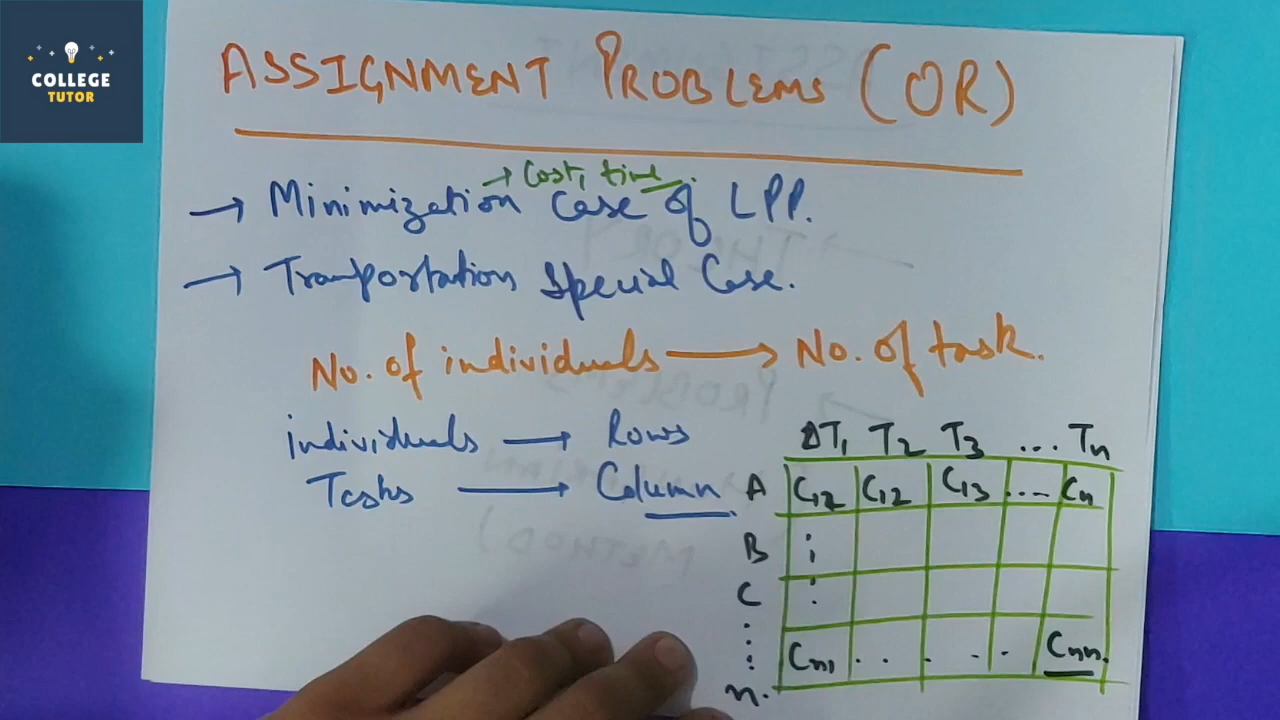 COLLEGE
TUTOR
ASSIGNMENT PROBLEMS (OR)
→ Cost, time
→ Minimization Case of LPP.
→ Tranportation Special Case.
No. of individuals → No. of task.
individuals → Rows
Tasks → Column
T1 T2 T3 ... Tn
A C12 C12 C13 .... Cn
B :
C :
:
Cn1 . . . . . Cnn.
n.